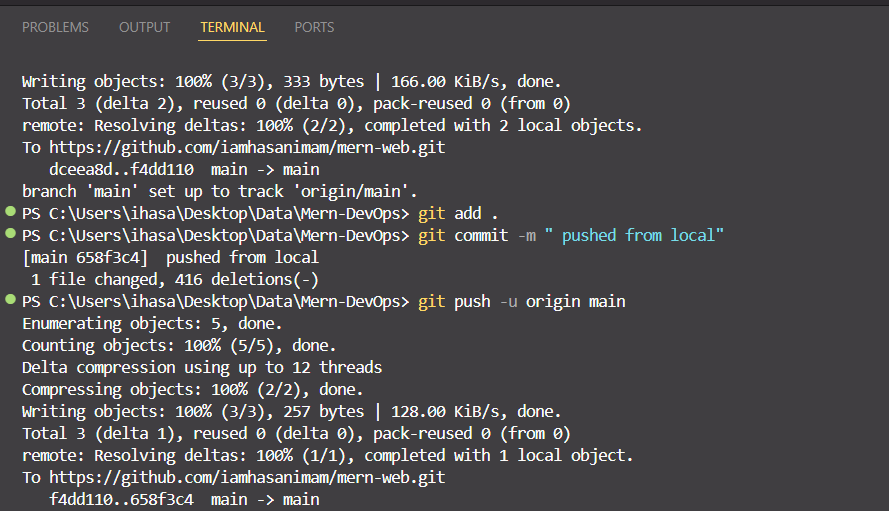 PROBLEMS OUTPUT TERMINAL PORTS
Writing objects: 100% (3/3), 333 bytes | 166.00 KiB/s, done.
Total 3 (delta 2), reused 0 (delta 0), pack-reused 0 (from 0)
remote: Resolving deltas: 100% (2/2), completed with 2 local objects.
To https://github.com/iamhasanimam/mern-web.git
   dceea8d..f4dd110  main -> main
branch 'main' set up to track 'origin/main'.
PS C:\Users\ihasa\Desktop\Data\Mern-DevOps> git add .
PS C:\Users\ihasa\Desktop\Data\Mern-DevOps> git commit -m " pushed from local"
[main 658f3c4]  pushed from local
 1 file changed, 416 deletions(-)
PS C:\Users\ihasa\Desktop\Data\Mern-DevOps> git push -u origin main
Enumerating objects: 5, done.
Counting objects: 100% (5/5), done.
Delta compression using up to 12 threads
Compressing objects: 100% (2/2), done.
Writing objects: 100% (3/3), 257 bytes | 128.00 KiB/s, done.
Total 3 (delta 1), reused 0 (delta 0), pack-reused 0 (from 0)
remote: Resolving deltas: 100% (1/1), completed with 1 local object.
To https://github.com/iamhasanimam/mern-web.git
   f4dd110..658f3c4  main -> main